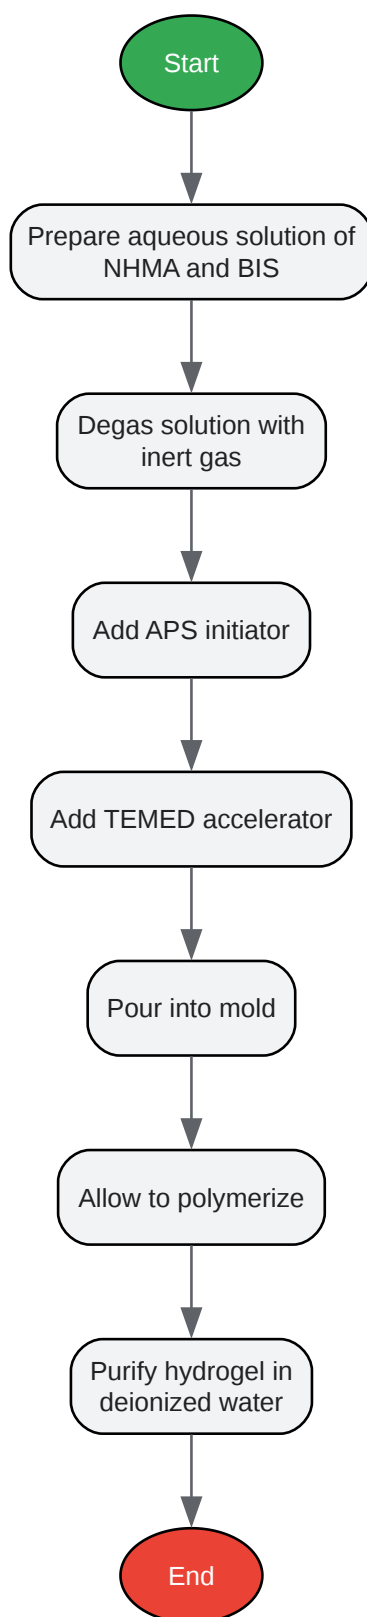 Start
Prepare aqueous solution of
NHMA and BIS
Degas solution with
inert gas
Add APS initiator
Add TEMED accelerator
Pour into mold
Allow to polymerize
Purify hydrogel in
deionized water
End